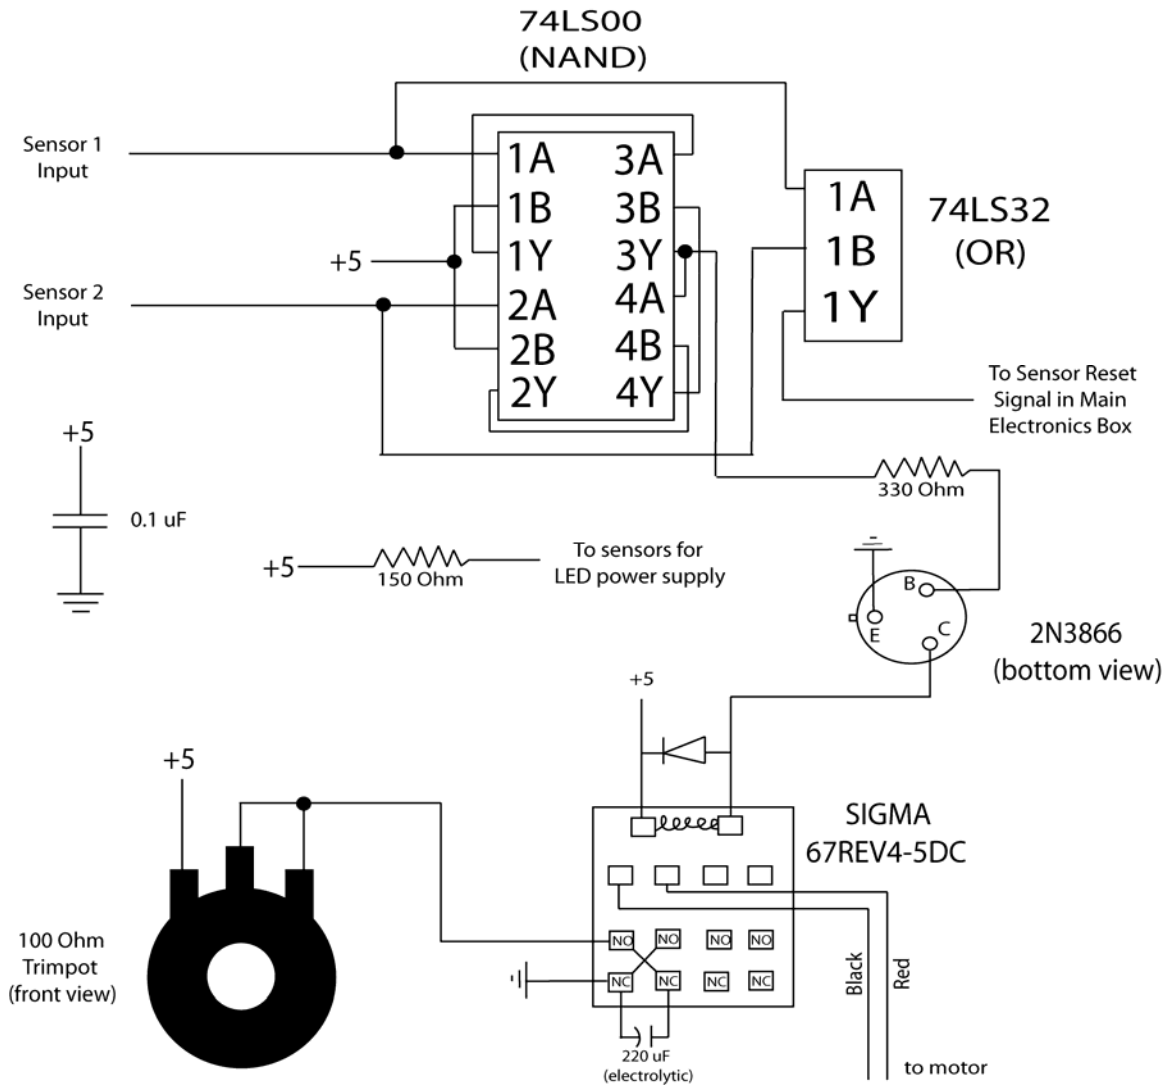 74LS00
(NAND)
Sensor 1
Input
1A
3A
1B
3B
1Y
3Y
+5
Sensor 2
Input
2A
4A
2B
4B
2Y
4Y
1A
1B
1Y
74LS32
(OR)
To Sensor Reset
Signal in Main
Electronics Box
+5
0.1 uF
330 Ohm
+5
150 Ohm
To sensors for
LED power supply
B
E
C
2N3866
(bottom view)
+5
+5
SIGMA
67REV4-5DC
100 Ohm
Trimpot
(front view)
NO
NO
NO
NO
NC
NC
NC
NC
220 uF
(electrolytic)
Black
Red
to motor